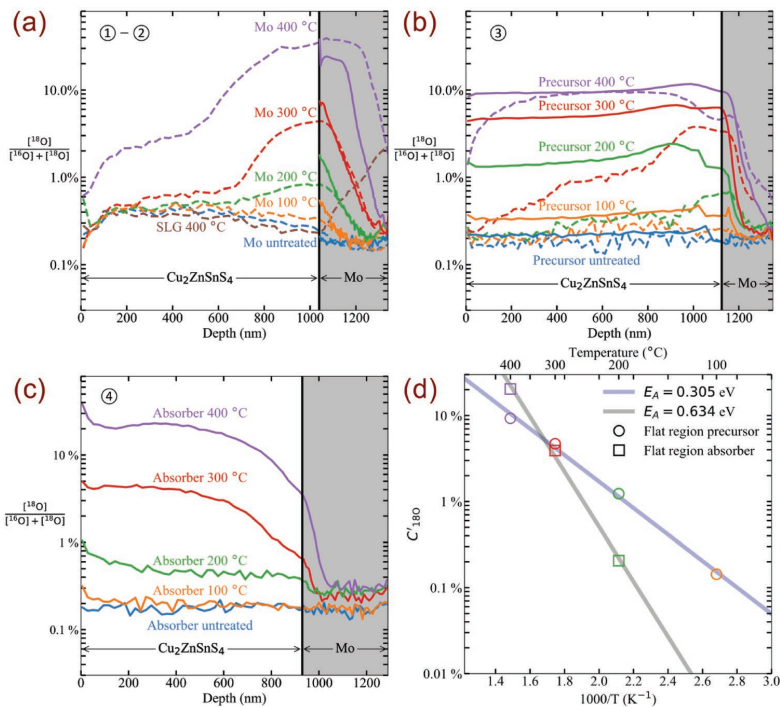 (a)
① – ②
Mo 400 °C
10.0%
Mo 300 °C
[18O]
[16O] + [18O]
1.0%
Mo 200 °C
Mo 100 °C
SLG 400 °C
Mo untreated
0.1%
Cu2ZnSnS4
Mo
0 200 400 600 800 1000 1200
Depth (nm)
(b)
③
10.0%
Precursor 400 °C
Precursor 300 °C
[18O]
[16O] + [18O]
1.0%
Precursor 200 °C
Precursor 100 °C
Precursor untreated
0.1%
Cu2ZnSnS4
Mo
0 200 400 600 800 1000 1200
Depth (nm)
(c)
④
Absorber 400 °C
10 %
Absorber 300 °C
[18O]
[16O] + [18O]
1 %
Absorber 200 °C
Absorber 100 °C
Absorber untreated
0.1 %
Cu2ZnSnS4
Mo
0 200 400 600 800 1000 1200
Depth (nm)
(d)
Temperature (°C)
400 300 200 100
EA = 0.305 eV
EA = 0.634 eV
Flat region precursor
Flat region absorber
10 %
1 %
C′18O
0.1 %
0.01 %
1.4 1.6 1.8 2.0 2.2 2.4 2.6 2.8 3.0
1000/T (K−1)